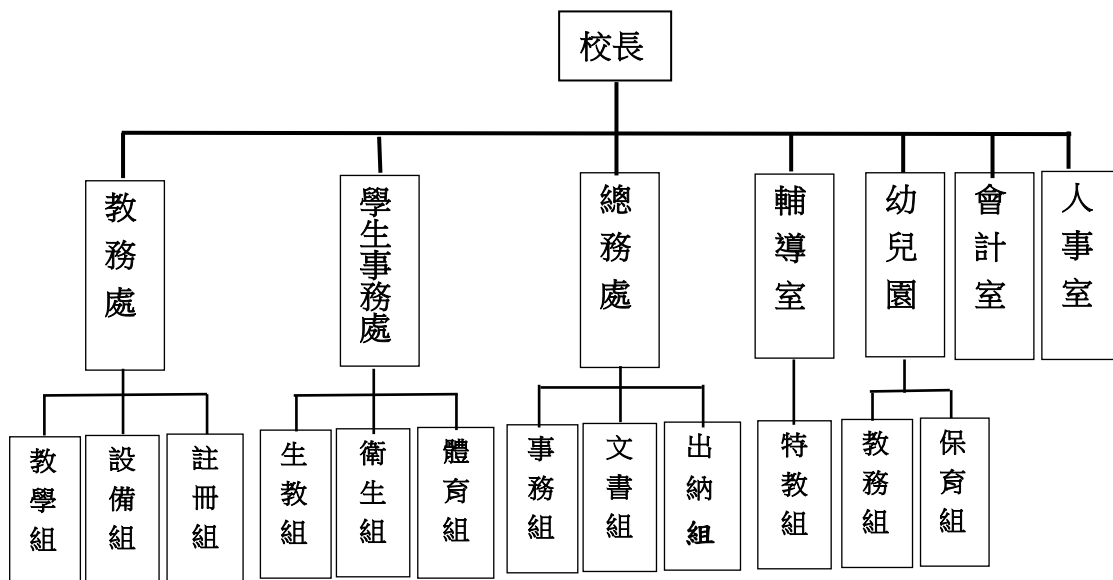 校長
教務處
學生事務處
總務處
輔導室
幼兒園
會計室
人事室
教學組
設備組
註冊組
生教組
衛生組
體育組
事務組
文書組
出納組
特教組
教務組
保育組